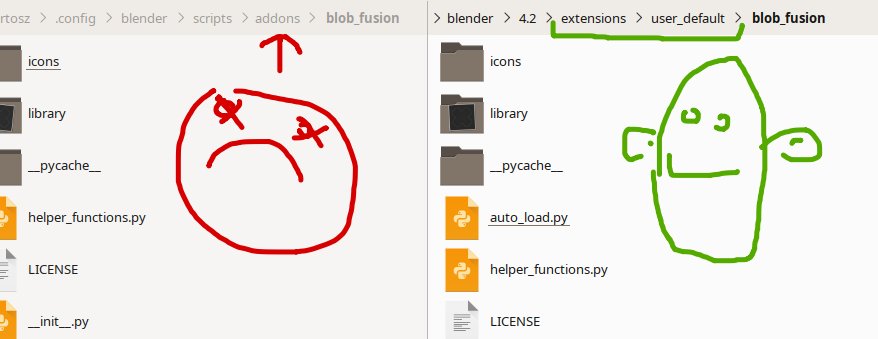 rtosz > .config > blender > scripts > addons > blob_fusion
icons
library
__pycache__
helper_functions.py
LICENSE
__init__.py
> blender > 4.2 > extensions > user_default > blob_fusion
icons
library
__pycache__
auto_load.py
helper_functions.py
LICENSE